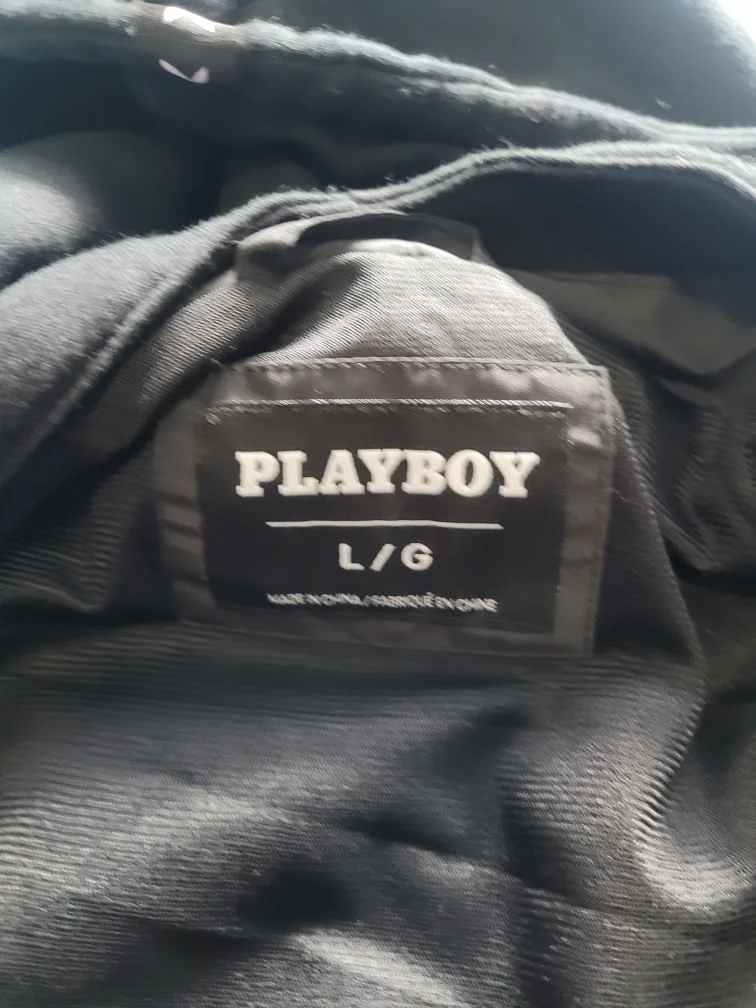 PLAYBOY
L/G
MADE IN CHINA / FABRIQUÉ EN CHINE